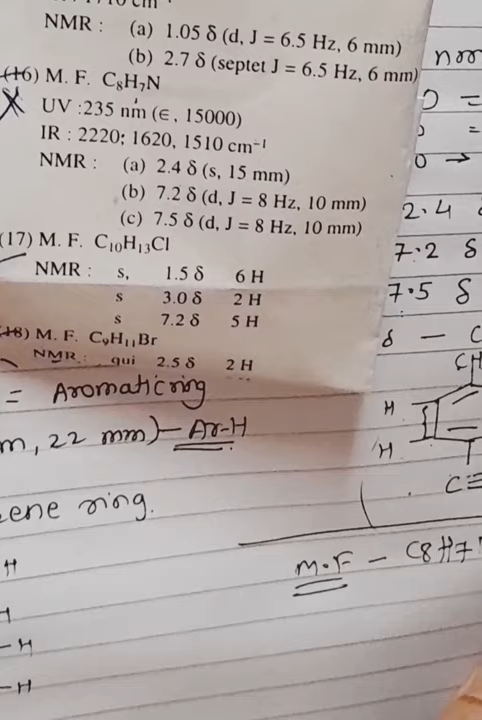 NMR : (a) 1.05 δ (d, J = 6.5 Hz, 6 mm)
(b) 2.7 δ (septet J = 6.5 Hz, 6 mm)
(16) M. F. C₈H₇N
UV :235 nm (∈, 15000)
IR : 2220; 1620, 1510 cm⁻¹
NMR : (a) 2.4 δ (s, 15 mm)
(b) 7.2 δ (d, J = 8 Hz, 10 mm)
(c) 7.5 δ (d, J = 8 Hz, 10 mm)
(17) M. F. C₁₀H₁₃Cl
NMR : s, 1.5 δ 6 H
s 3.0 δ 2 H
s 7.2 δ 5 H
(18) M. F. C₉H₁₁Br
NMR: qui 2.5 δ 2 H
2.4 δ
7.2 δ
7.5 δ
δ — C
CH
H
H
C≡
= Aromatic ring
m, 22 mm) — Ar-H
ene ring.
M.F – C8H7
H
H
–H
–H